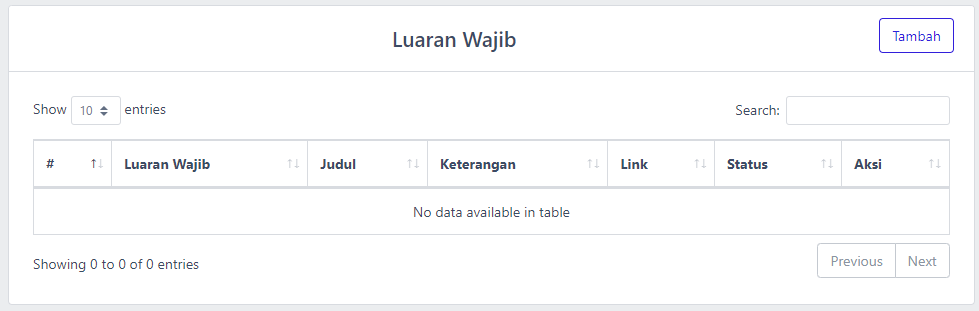 Luaran Wajib Tambah
Show 10 entries Search:
# Luaran Wajib Judul Keterangan Link Status Aksi
No data available in table
Showing 0 to 0 of 0 entries Previous Next